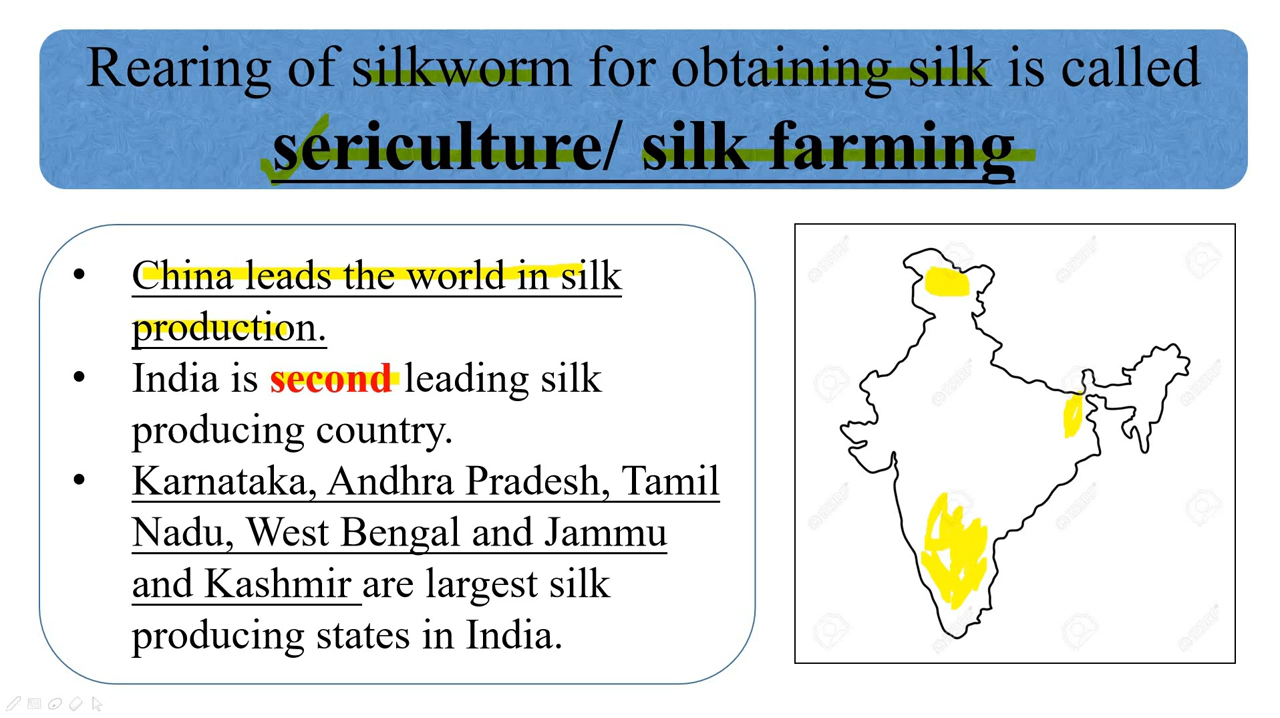 Rearing of silkworm for obtaining silk is called
sericulture/ silk farming
• China leads the world in silk
production.
• India is second leading silk
producing country.
• Karnataka, Andhra Pradesh, Tamil
Nadu, West Bengal and Jammu
and Kashmir are largest silk
producing states in India.